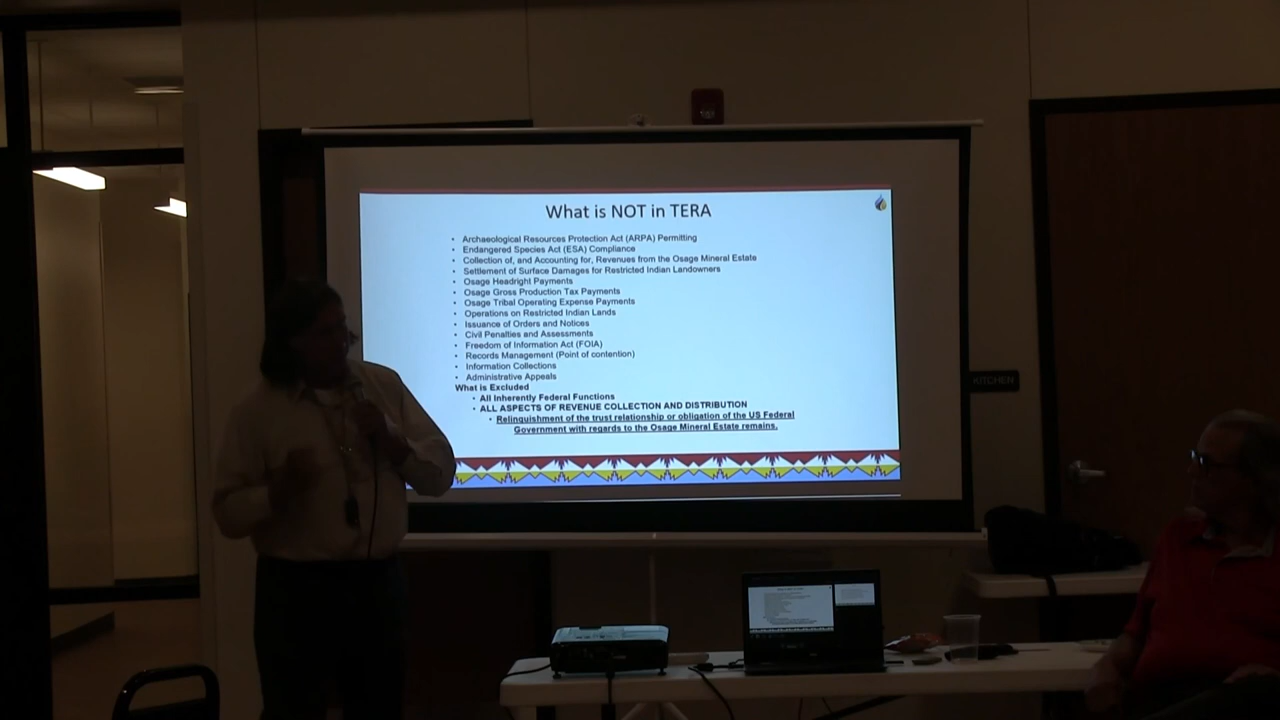 What is NOT in TERA
• Archaeological Resources Protection Act (ARPA) Permitting
• Endangered Species Act (ESA) Compliance
• Collection of, and Accounting for, Revenues from the Osage Mineral Estate
• Settlement of Surface Damages for Restricted Indian Landowners
• Osage Headright Payments
• Osage Gross Production Tax Payments
• Osage Tribal Operating Expense Payments
• Operations on Restricted Indian Lands
• Issuance of Orders and Notices
• Civil Penalties and Assessments
• Freedom of Information Act (FOIA)
• Records Management (Point of contention)
• Information Collections
• Administrative Appeals
What is Excluded
• All Inherently Federal Functions
• ALL ASPECTS OF REVENUE COLLECTION AND DISTRIBUTION
• Relinquishment of the trust relationship or obligation of the US Federal
Government with regards to the Osage Mineral Estate remains.
KITCHEN